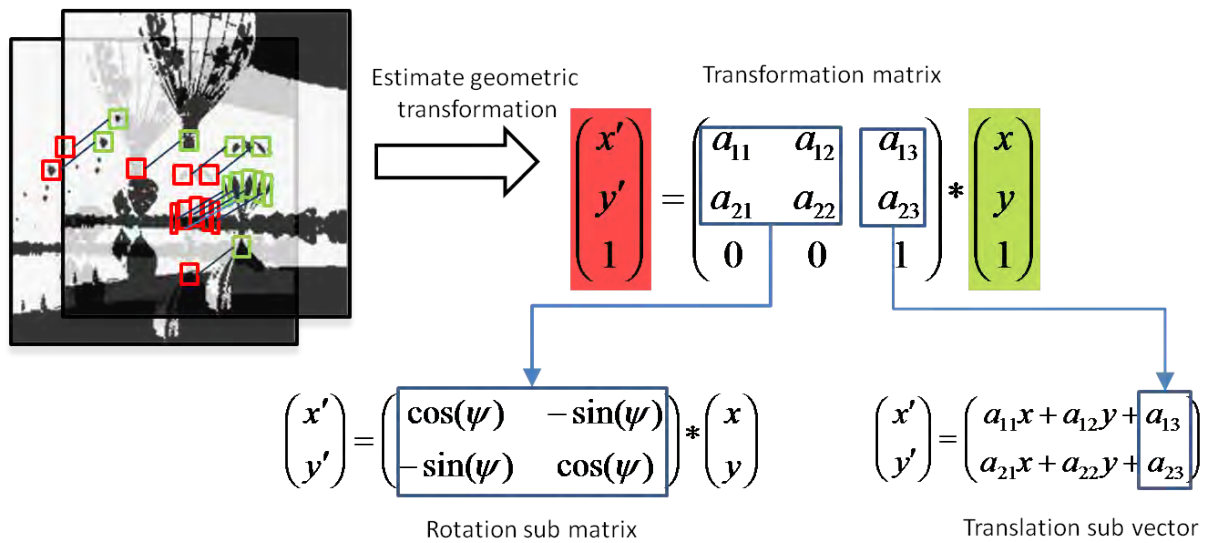 Estimate geometric transformation
Transformation matrix
(x′ y′ 1) = (a11 a12 a13; a21 a22 a23; 0 0 1) * (x y 1)
(x′ y′) = (cos(ψ) −sin(ψ); −sin(ψ) cos(ψ)) * (x y)
Rotation sub matrix
(x′ y′) = (a11x + a12y + a13; a21x + a22y + a23)
Translation sub vector